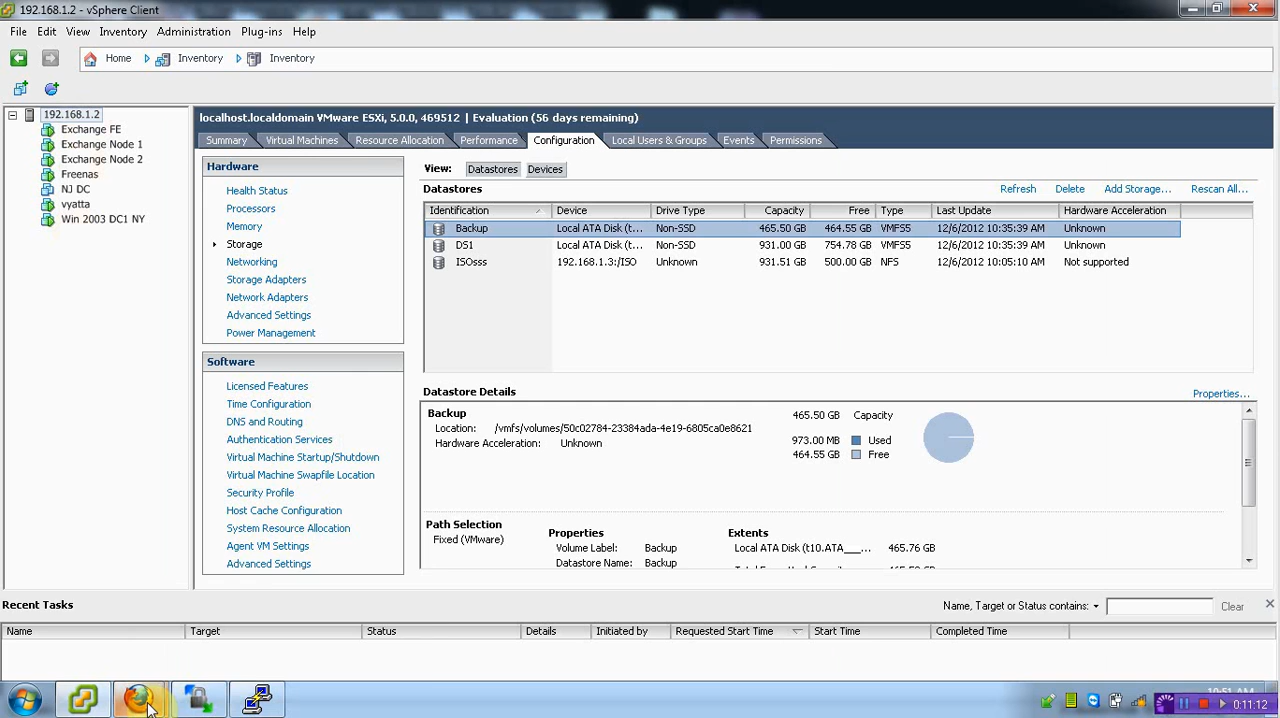 192.168.1.2 - vSphere Client
File Edit View Inventory Administration Plug-ins Help
Home Inventory Inventory
192.168.1.2
Exchange FE
Exchange Node 1
Exchange Node 2
Freenas
NJ DC
vyatta
Win 2003 DC1 NY
localhost.localdomain VMware ESXi, 5.0.0, 469512 | Evaluation (56 days remaining)
Summary Virtual Machines Resource Allocation Performance Configuration Local Users & Groups Events Permissions
Hardware
Health Status
Processors
Memory
Storage
Networking
Storage Adapters
Network Adapters
Advanced Settings
Power Management
Software
Licensed Features
Time Configuration
DNS and Routing
Authentication Services
Virtual Machine Startup/Shutdown
Virtual Machine Swapfile Location
Security Profile
Host Cache Configuration
System Resource Allocation
Agent VM Settings
Advanced Settings
View: Datastores Devices
Datastores Refresh Delete Add Storage... Rescan All...
Identification Device Drive Type Capacity Free Type Last Update Hardware Acceleration
Backup Local ATA Disk (t... Non-SSD 465.50 GB 464.55 GB VMFS5 12/6/2012 10:35:39 AM Unknown
DS1 Local ATA Disk (t... Non-SSD 931.00 GB 754.78 GB VMFS5 12/6/2012 10:35:39 AM Unknown
ISOsss 192.168.1.3:/ISO Unknown 931.51 GB 500.00 GB NFS 12/6/2012 10:05:10 AM Not supported
Datastore Details Properties...
Backup 465.50 GB Capacity
Location: /vmfs/volumes/50c02784-23384ada-4e19-6805ca0e8621
Hardware Acceleration: Unknown
973.00 MB Used
464.55 GB Free
Path Selection
Fixed (VMware)
Properties
Volume Label: Backup
Datastore Name: Backup
Extents
Local ATA Disk (t10.ATA___... 465.76 GB
Recent Tasks
Name, Target or Status contains: Clear
Name Target Status Details Initiated by Requested Start Time Start Time Completed Time
10:51 AM
0:11:12